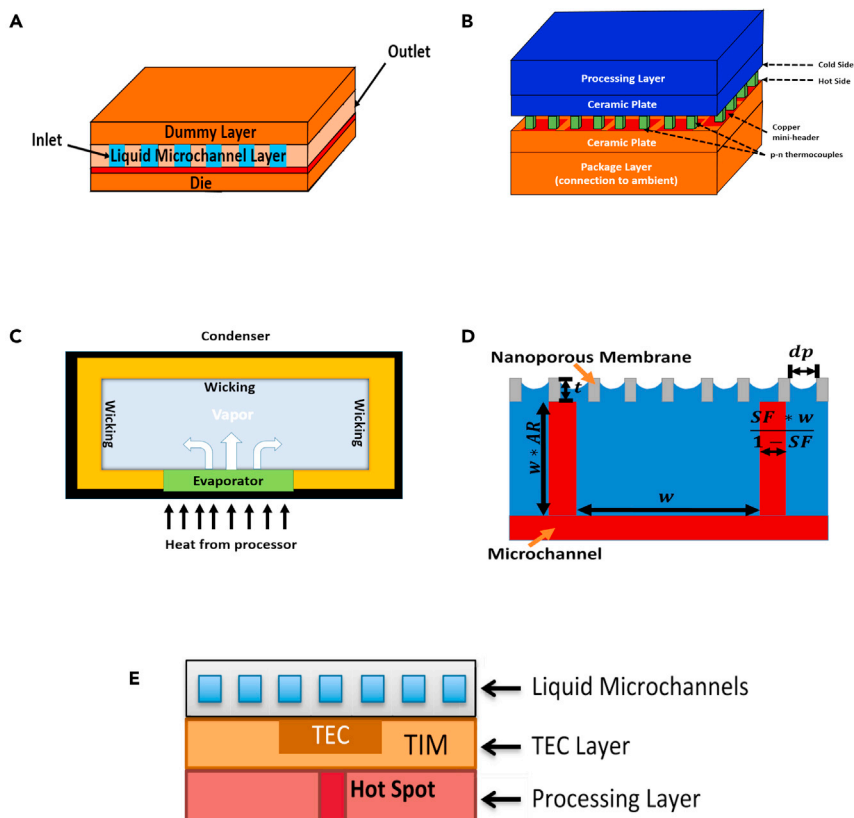 A
Outlet
Inlet
Dummy Layer
Liquid Microchannel Layer
Die
B
Processing Layer
Ceramic Plate
Cold Side
Hot Side
Copper
mini-header
p-n thermocouples
Ceramic Plate
Package Layer
(connection to ambient)
C
Condenser
Wicking
Wicking
Vapor
Wicking
Evaporator
Heat from processor
D
Nanoporous Membrane
dp
t
w * AR
SF * w
1 − SF
w
Microchannel
E
Liquid Microchannels
TEC
TIM
TEC Layer
Hot Spot
Processing Layer